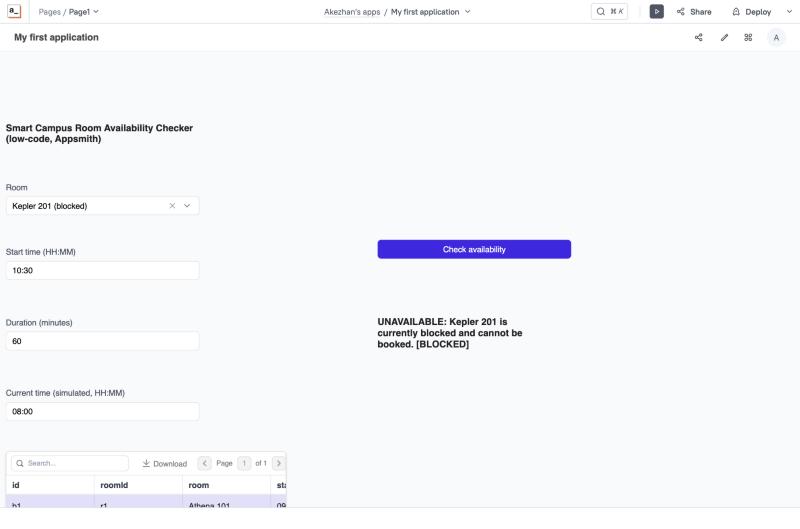 a_
Pages / Page1
Akezhan's apps / My first application
⌘ K
Share
Deploy
My first application
A
Smart Campus Room Availability Checker
(low-code, Appsmith)
Room
Kepler 201 (blocked)
Check availability
Start time (HH:MM)
10:30
Duration (minutes)
60
UNAVAILABLE: Kepler 201 is
currently blocked and cannot be
booked. [BLOCKED]
Current time (simulated, HH:MM)
08:00
Search...
Download
Page 1 of 1
id roomId room sta
b1 r1 Athena 101 09